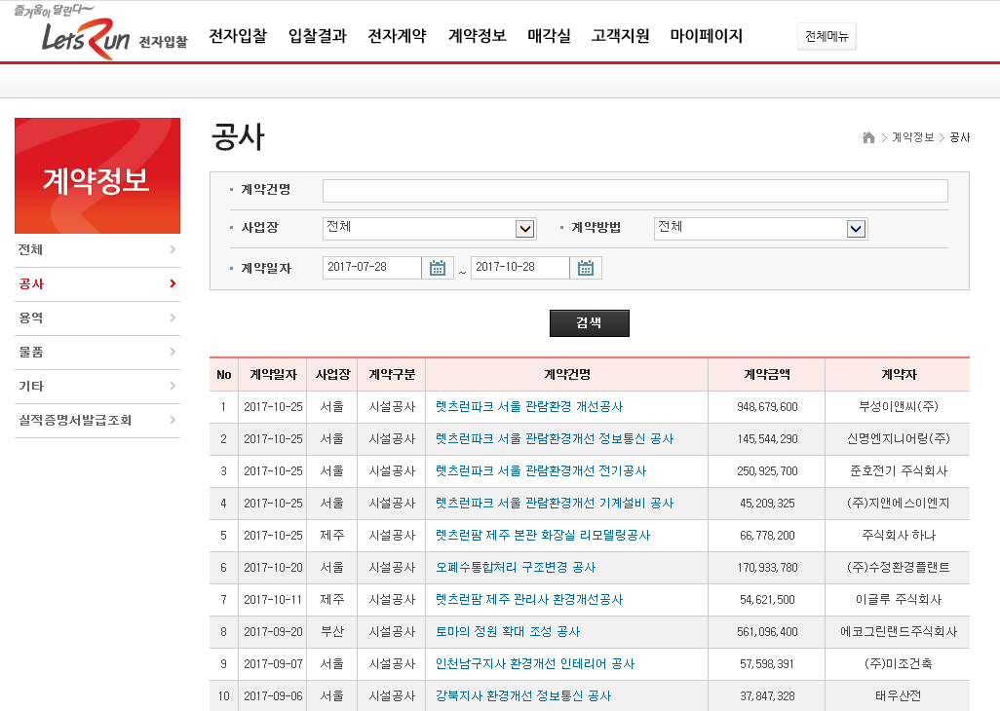 즐거움이 달린다~
Let's Run 전자입찰 전자입찰 입찰결과 전자계약 계약정보 매각실 고객지원 마이페이지 전체메뉴
계약정보
전체
공사
용역
물품
기타
실적증명서발급조회
공사
계약정보 > 공사
계약건명
사업장 전체 계약방법 전체
계약일자 2017-07-28 ~ 2017-10-28
검색
No 계약일자 사업장 계약구분 계약건명 계약금액 계약자
1 2017-10-25 서울 시설공사 렛츠런파크 서울 관람환경 개선공사 948,679,600 부성이앤씨(주)
2 2017-10-25 서울 시설공사 렛츠런파크 서울 관람환경개선 정보통신 공사 145,544,290 신명엔지니어링(주)
3 2017-10-25 서울 시설공사 렛츠런파크 서울 관람환경개선 전기공사 250,925,700 준호전기 주식회사
4 2017-10-25 서울 시설공사 렛츠런파크 서울 관람환경개선 기계설비 공사 45,209,325 (주)지앤에스이엔지
5 2017-10-25 제주 시설공사 렛츠런팜 제주 본관 화장실 리모델링공사 66,778,200 주식회사 하나
6 2017-10-20 서울 시설공사 오폐수통합처리 구조변경 공사 170,933,780 (주)수정환경플랜트
7 2017-10-11 제주 시설공사 렛츠런팜 제주 관리사 환경개선공사 54,621,500 이글루 주식회사
8 2017-09-20 부산 시설공사 토마의 정원 확대 조성 공사 561,096,400 에코그린랜드주식회사
9 2017-09-07 서울 시설공사 인천남구지사 환경개선 인테리어 공사 57,598,391 (주)미조건축
10 2017-09-06 서울 시설공사 강북지사 환경개선 정보통신 공사 37,847,328 태우산전